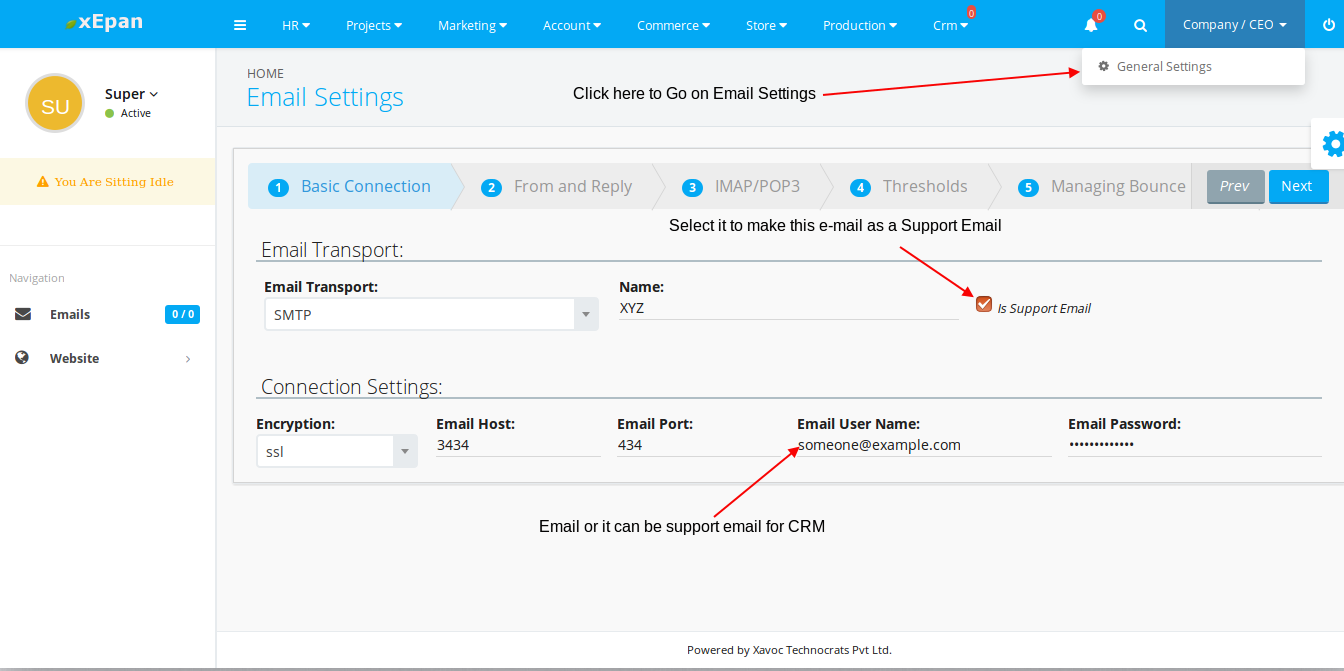 xEpan
HR
Projects
Marketing
Account
Commerce
Store
Production
Crm
0
0
Company / CEO
General Settings
SU
Super
Active
You Are Sitting Idle
Navigation
Emails
0 / 0
Website
HOME
Email Settings
Click here to Go on Email Settings
1 Basic Connection
2 From and Reply
3 IMAP/POP3
4 Thresholds
5 Managing Bounce
Prev
Next
Select it to make this e-mail as a Support Email
Email Transport:
Email Transport:
SMTP
Name:
XYZ
Is Support Email
Connection Settings:
Encryption:
ssl
Email Host:
3434
Email Port:
434
Email User Name:
someone@example.com
Email Password:
•••••••••••••
Email or it can be support email for CRM
Powered by Xavoc Technocrats Pvt Ltd.